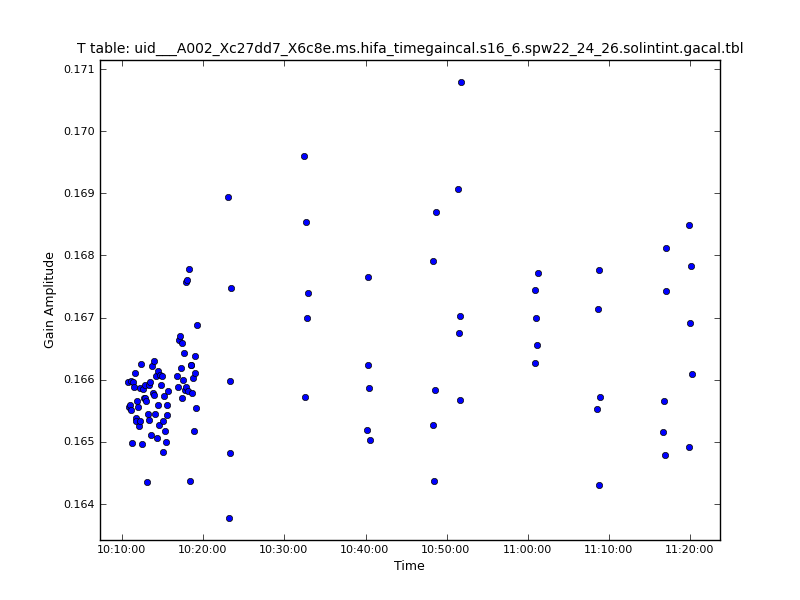 T table: uid___A002_Xc27dd7_X6c8e.ms.hifa_timegaincal.s16_6.spw22_24_26.solintint.gacal.tbl
0.171
0.170
0.169
0.168
0.167
0.166
0.165
0.164
Gain Amplitude
10:10:00 10:20:00 10:30:00 10:40:00 10:50:00 11:00:00 11:10:00 11:20:00
Time